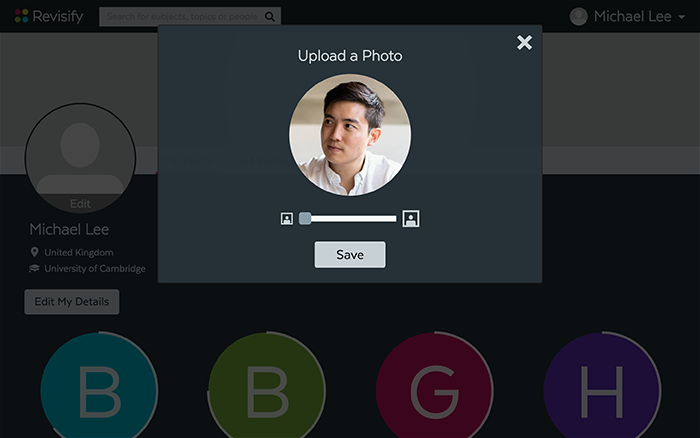 Revisify
Search for subjects, topics or people
Michael Lee
Upload a Photo
Edit
Michael Lee
United Kingdom
University of Cambridge
Save
Edit My Details
B
B
G
H